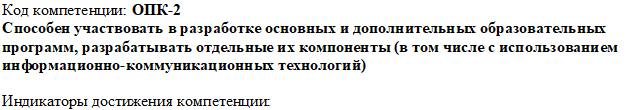 Код компетенции: ОПК-2
Способен участвовать в разработке основных и дополнительных образовательных
программ, разрабатывать отдельные их компоненты (в том числе с использованием
информационно-коммуникационных технологий)
Индикаторы достижения компетенции: